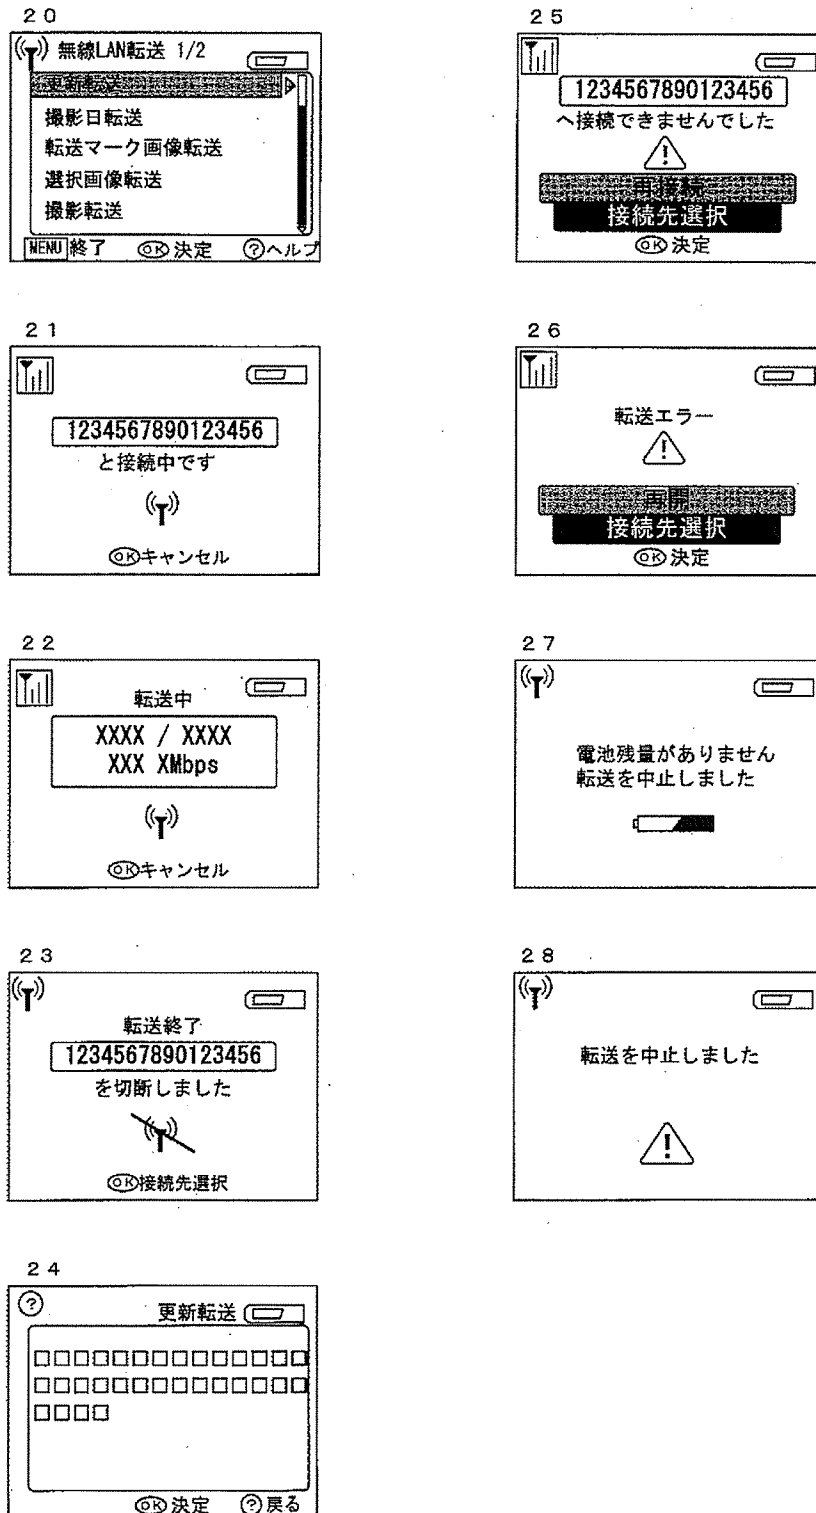 20
無線LAN転送 1/2
更新転送
撮影日転送
転送マーク画像転送
選択画像転送
撮影転送
MENU 終了 OK 決定 ? ヘルプ
21
1234567890123456
と接続中です
OK キャンセル
22
転送中
XXXX / XXXX
XXX XMbps
OK キャンセル
23
転送終了
1234567890123456
を切断しました
OK 接続先選択
24
? 更新転送
□□□□□□□□□□□□□□
□□□□□□□□□□□□□□
□□□□
OK 決定 ? 戻る
25
1234567890123456
へ接続できませんでした
!
再接続
接続先選択
OK 決定
26
転送エラー
!
再開
接続先選択
OK 決定
27
電池残量がありません
転送を中止しました
28
転送を中止しました
!